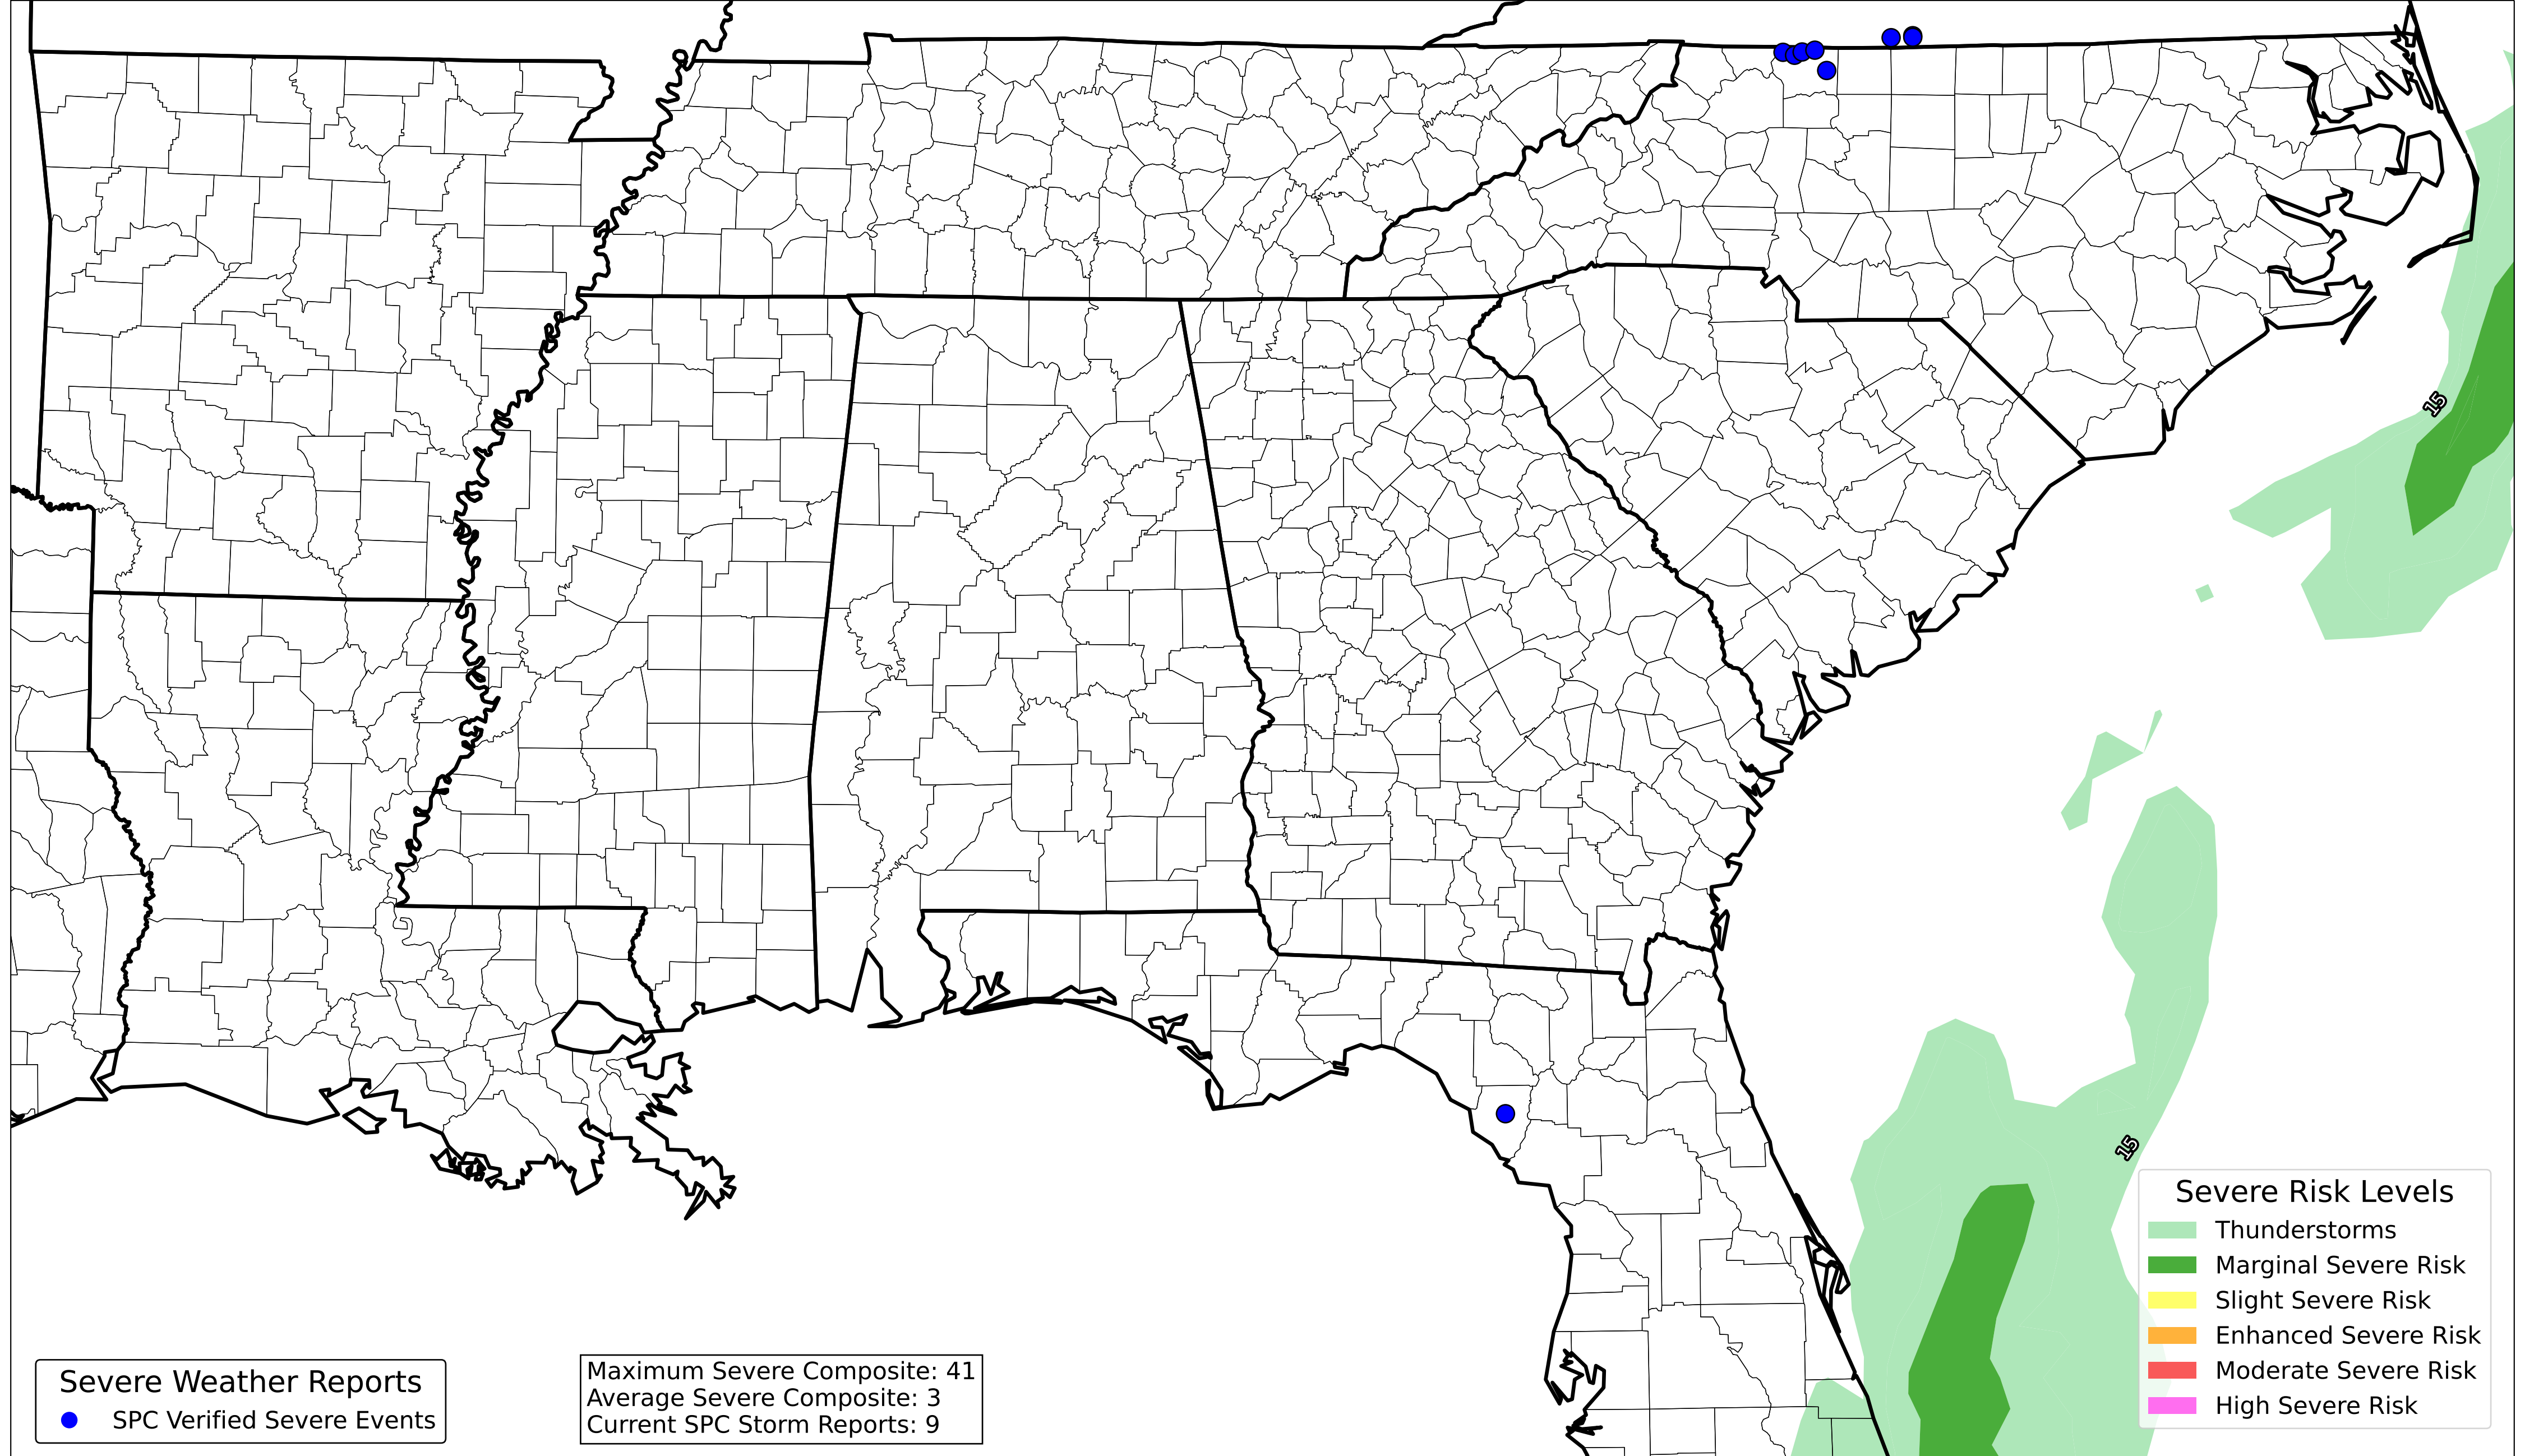 15
15
Severe Risk Levels
Thunderstorms
Marginal Severe Risk
Slight Severe Risk
Enhanced Severe Risk
Moderate Severe Risk
High Severe Risk
Severe Weather Reports
SPC Verified Severe Events
Maximum Severe Composite: 41
Average Severe Composite: 3
Current SPC Storm Reports: 9